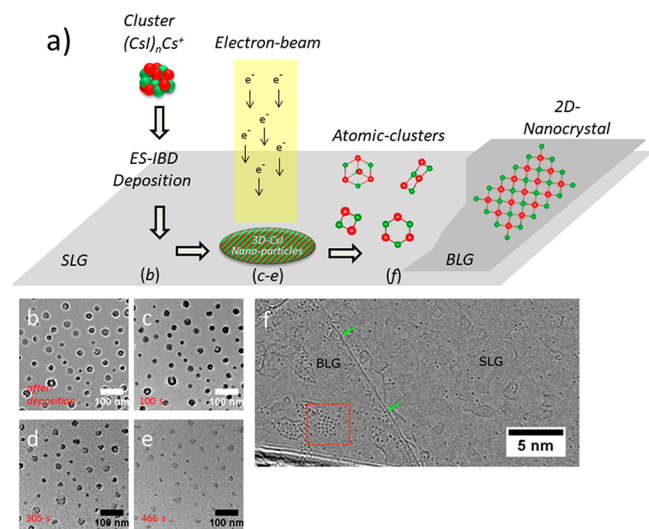 a)
Cluster
(CsI)nCs+
Electron-beam
e-
e-
e-
e-
e-
e-
ES-IBD
Deposition
Atomic-clusters
2D-
Nanocrystal
3D-CsI
Nano-particles
SLG
(b)
(c-e)
(f)
BLG
b
after
deposition
100 nm
c
100 s
100 nm
f
BLG
SLG
5 nm
d
305 s
100 nm
e
466 s
100 nm